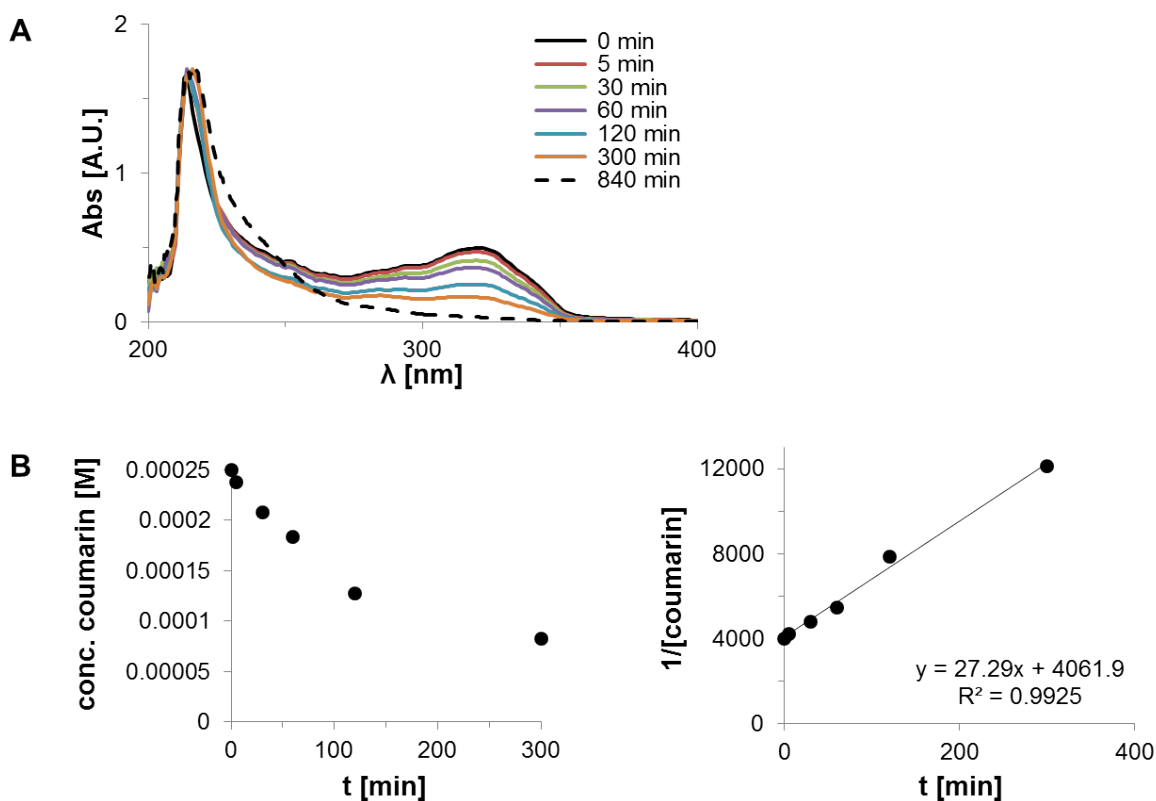 A
2
1
0
Abs [A.U.]
0 min
5 min
30 min
60 min
120 min
300 min
840 min
200
300
400
λ [nm]
B
0.00025
0.0002
0.00015
0.0001
0.00005
0
conc. coumarin [M]
0
100
200
300
t [min]
12000
8000
4000
0
1/[coumarin]
y = 27.29x + 4061.9
R² = 0.9925
0
200
400
t [min]